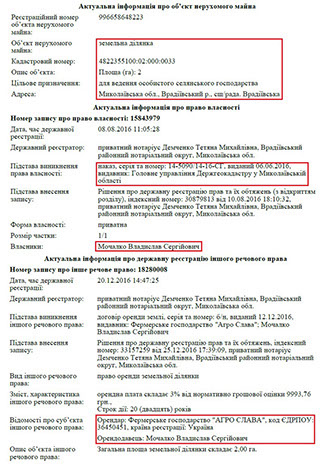 Актуальна інформація про об'єкт нерухомого майна
Реєстраційний номер 996658648223
об'єкта нерухомого
майна:
Об'єкт нерухомого земельна ділянка
майна:
Кадастровий номер: 4822355100:02:000:0033
Опис об'єкта: Площа (га): 2
Цільове призначення: для ведення особистого селянського господарства
Адреса: Миколаївська обл., Врадіївський р., сщ/рада. Врадіївська
Актуальна інформація про право власності
Номер запису про право власності: 15843979
Дата, час державної 08.08.2016 11:05:28
реєстрації:
Державний реєстратор: приватний нотаріус Демченко Тетяна Михайлівна, Врадіївський
районний нотаріальний округ, Миколаївська обл.
Підстава виникнення наказ, серія та номер: 14-5090/14-16-СГ, виданий 06.06.2016,
права власності: видавник: Головне управління Держгеокадастру у Миколаївській
області
Підстава внесення Рішення про державну реєстрацію прав та їх обтяжень (з відкриттям
запису: розділу), індексний номер: 30879813 від 10.08.2016 18:10:32,
приватний нотаріус Демченко Тетяна Михайлівна, Врадіївський
районний нотаріальний округ, Миколаївська обл.
Форма власності: приватна
Розмір частки: 1/1
Власники: Мочалко Владислав Сергійович
Актуальна інформація про державну реєстрацію іншого речового права
Номер запису про інше речове право: 18280008
Дата, час державної 20.12.2016 14:47:25
реєстрації:
Державний реєстратор: приватний нотаріус Демченко Тетяна Михайлівна, Врадіївський
районний нотаріальний округ, Миколаївська обл.
Підстава виникнення договір оренди землі, серія та номер: б/н, виданий 12.12.2016,
іншого речового права: видавник: Фермерське господарство "Агро Слава"; Мочалко
Владислав Сергійович
Підстава внесення Рішення про державну реєстрацію прав та їх обтяжень, індексний
запису: номер: 33157259 від 25.12.2016 17:39:09, приватний нотаріус
Демченко Тетяна Михайлівна, Врадіївський районний нотаріальний
округ, Миколаївська обл.
Вид іншого речового право оренди земельної ділянки
права:
Зміст, характеристика орендна плата складає 3% від нормативно грошової оцінки 9993,76
іншого речового права: грн.,
Строк дії: 20 (двадцять) років
Відомості про суб'єкта Орендар: Фермерське господарство "АГРО СЛАВА", код ЄДРПОУ:
іншого речового права: 36450451, країна реєстрації: Україна
Орендодавець: Мочалко Владислав Сергійович
Опис об'єкта іншого Загальна площа земельної ділянки складає 2,00 га.
речового права: